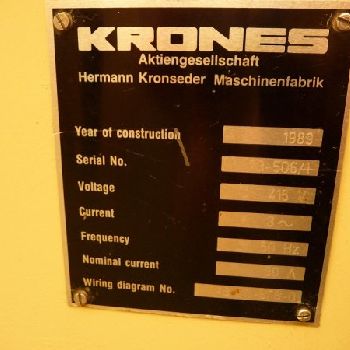 KRONES
Aktiengesellschaft
Hermann Kronseder Maschinenfabrik
Year of construction 1989
Serial No.
Voltage 415 V
Current 3~
Frequency 50 Hz
Nominal current A
Wiring diagram No.